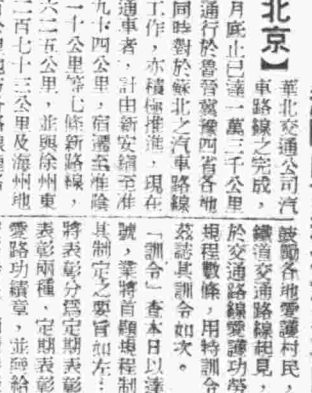 北京】
華北交通公司汽
車路線之完成，
月底止已達一萬三千公里
通行於魯晉冀豫四省各地
同時對於蘇北之汽車路線
工作，亦積極推進，現在
通車者，計由新安鎮至淮
九十四公里，宿遷至淮陰
一十公里等七條新路線，
六二五公里，並與徐州東
二百七十三公里及海州地
鼓勵各地愛護村民，
鐵道交通路線起見，
於交通路線愛護功勞
規程數條，用特訓令
茲誌其訓令如次。
「訓令」查本日以達
號，業將首題規程制
其制定之要旨如左：
將表彰分爲定期表彰
表彰兩種，定期表彰
愛路功績章，並給